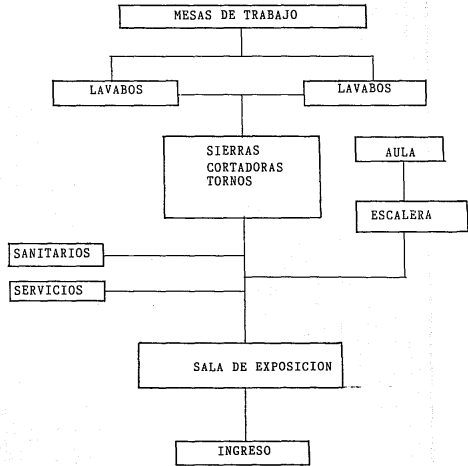 MESAS DE TRABAJO
LAVABOS
LAVABOS
SIERRAS
CORTADORAS
TORNOS
AULA
ESCALERA
SANITARIOS
SERVICIOS
SALA DE EXPOSICION
INGRESO